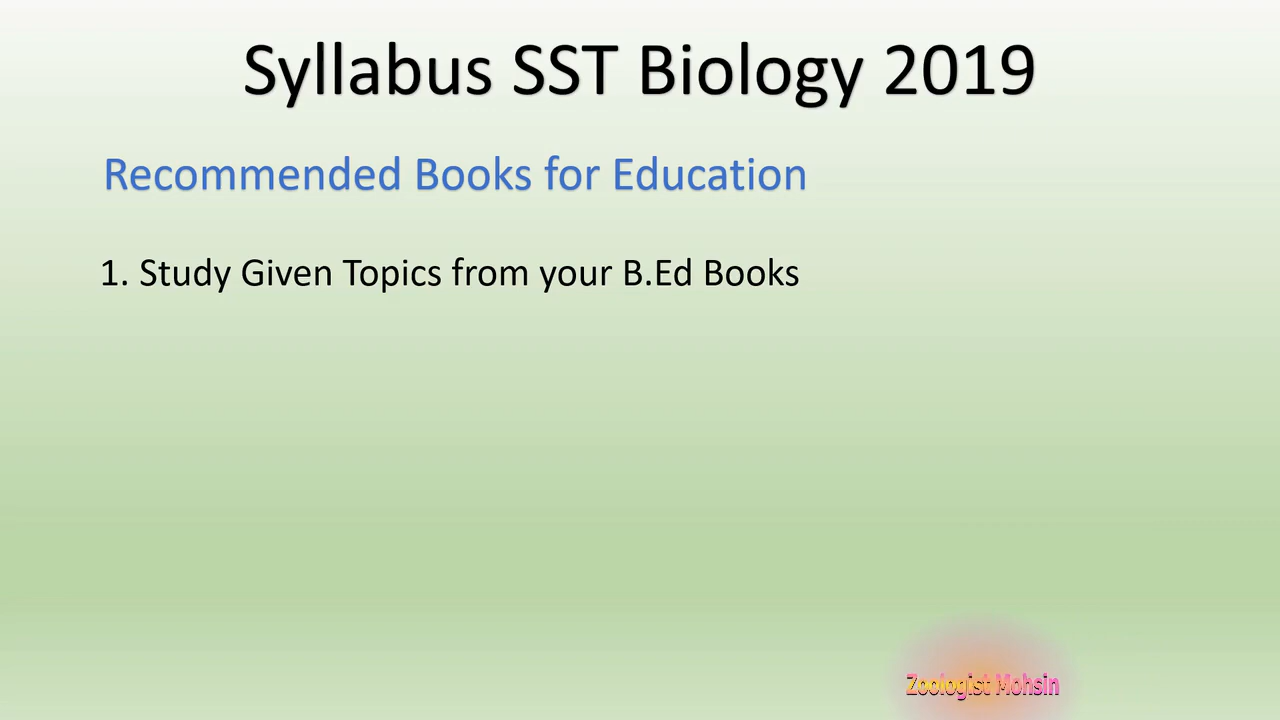 Syllabus SST Biology 2019
Recommended Books for Education
1. Study Given Topics from your B.Ed Books
Zoologist Mohsin